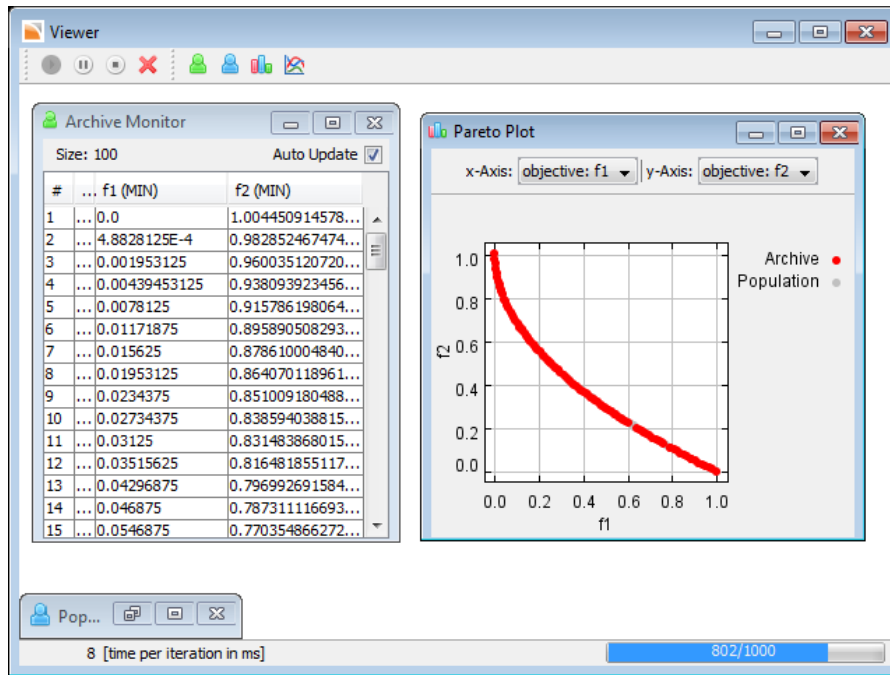 Viewer
Archive Monitor
Size: 100 Auto Update
# ... f1 (MIN) f2 (MIN)
1 ... 0.0 1.004450914578...
2 ... 4.8828125E-4 0.982852467474...
3 ... 0.001953125 0.960035120720...
4 ... 0.00439453125 0.938093923456...
5 ... 0.0078125 0.915786198064...
6 ... 0.01171875 0.895890508293...
7 ... 0.015625 0.878610004840...
8 ... 0.01953125 0.864070118961...
9 ... 0.0234375 0.851009180488...
10 ... 0.02734375 0.838594038815...
11 ... 0.03125 0.831483868015...
12 ... 0.03515625 0.816481855117...
13 ... 0.04296875 0.796992691584...
14 ... 0.046875 0.787311116693...
15 ... 0.0546875 0.770354866272...
Pareto Plot
x-Axis: objective: f1 y-Axis: objective: f2
Archive
Population
1.0
0.8
0.6
0.4
0.2
0.0
f2
0.0 0.2 0.4 0.6 0.8 1.0
f1
Pop...
8 [time per iteration in ms] 802/1000